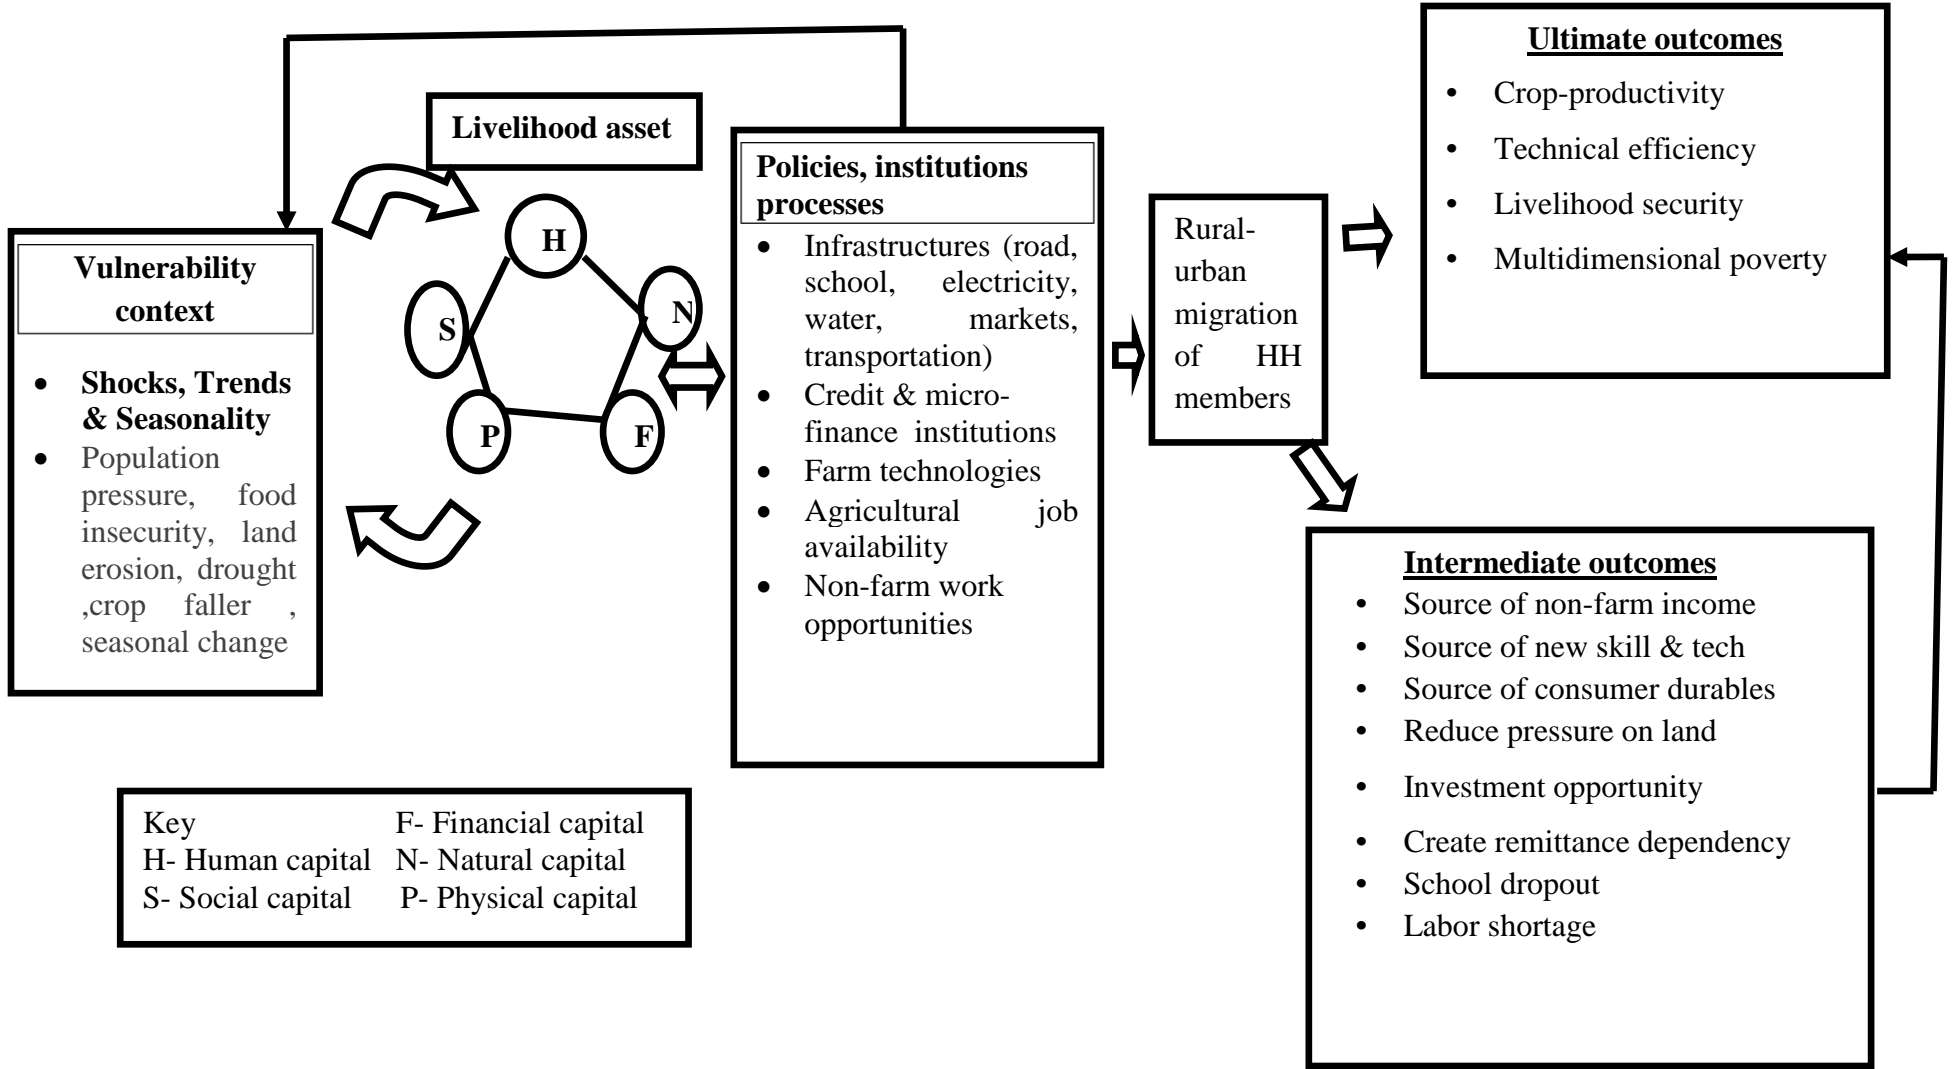 Ultimate outcomes
• Crop-productivity
• Technical efficiency
• Livelihood security
• Multidimensional poverty
Livelihood asset
H
S
N
P
F
Policies, institutions
processes
• Infrastructures (road,
school, electricity,
water, markets,
transportation)
• Credit & micro-
finance institutions
• Farm technologies
• Agricultural job
availability
• Non-farm work
opportunities
Rural-
urban
migration
of HH
members
Vulnerability
context
• Shocks, Trends
& Seasonality
• Population
pressure, food
insecurity, land
erosion, drought
,crop faller ,
seasonal change
Intermediate outcomes
• Source of non-farm income
• Source of new skill & tech
• Source of consumer durables
• Reduce pressure on land
• Investment opportunity
• Create remittance dependency
• School dropout
• Labor shortage
Key F- Financial capital
H- Human capital N- Natural capital
S- Social capital P- Physical capital